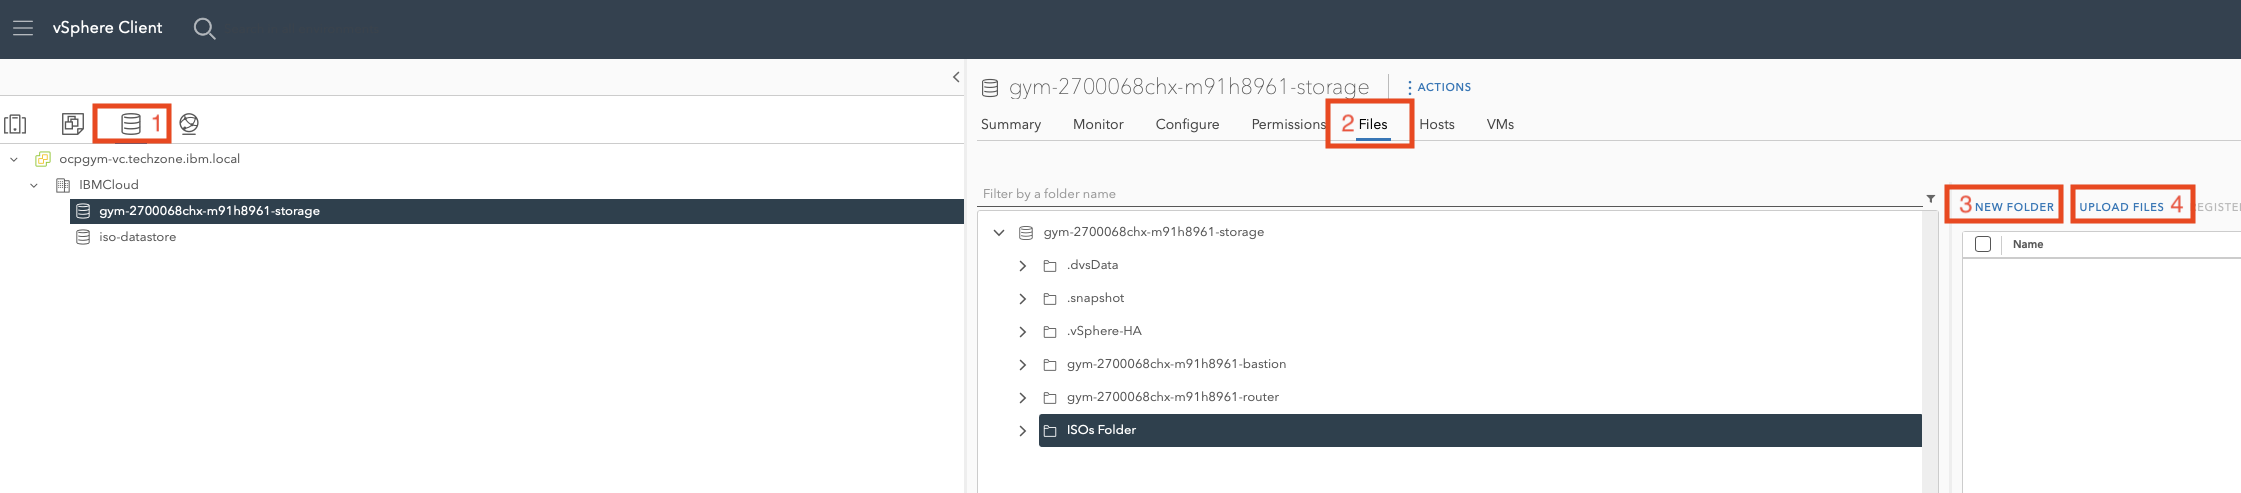 vSphere Client
gym-2700068chx-m91h8961-storage
ACTIONS
1
Summary Monitor Configure Permissions 2 Files Hosts VMs
ocpgym-vc.techzone.ibm.local
IBMCloud
gym-2700068chx-m91h8961-storage
iso-datastore
Filter by a folder name
3 NEW FOLDER UPLOAD FILES 4
gym-2700068chx-m91h8961-storage
.dvsData
.snapshot
.vSphere-HA
gym-2700068chx-m91h8961-bastion
gym-2700068chx-m91h8961-router
ISOs Folder
Name